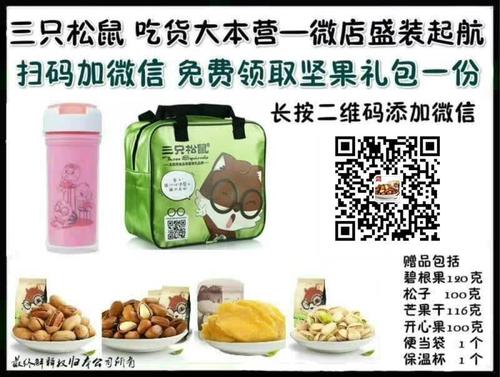 三只松鼠 吃货大本营—微店盛装起航
扫码加微信 免费领取坚果礼包一份
长按二维码添加微信
三只松鼠
赠品包括
碧根果120克
松子 100克
芒果干116克
开心果100克
便当袋 1个
保温杯 1个
最终解释权归本公司所有